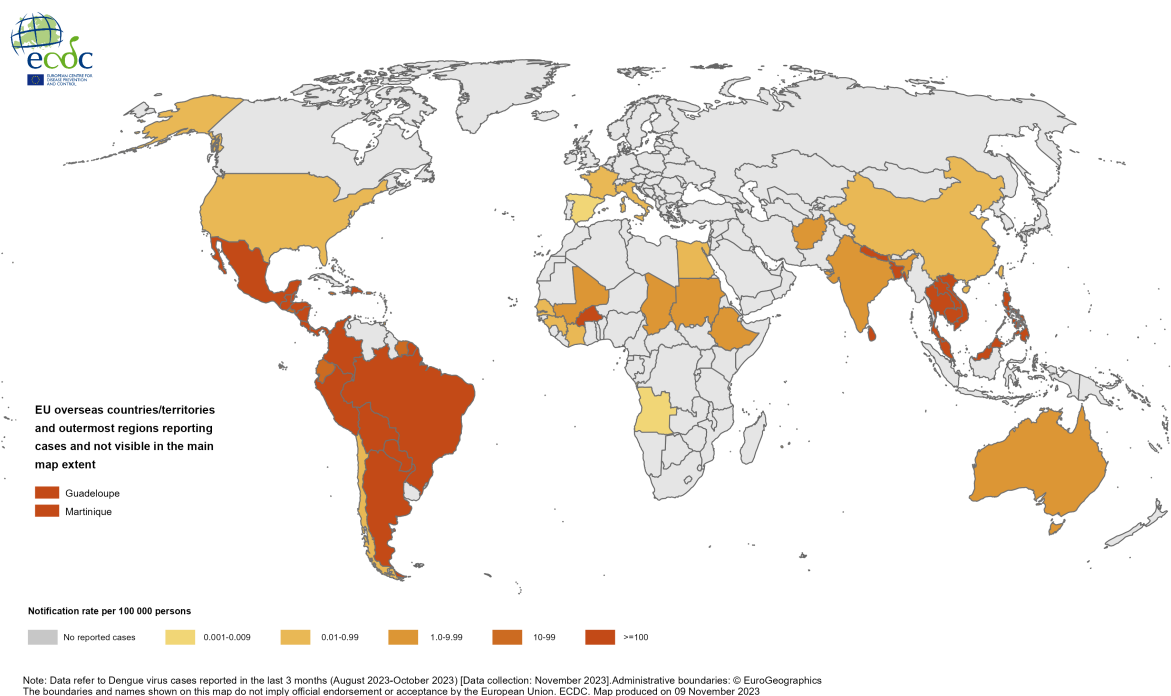 ecdc
EUROPEAN CENTRE FOR
DISEASE PREVENTION
AND CONTROL
EU overseas countries/territories
and outermost regions reporting
cases and not visible in the main
map extent
Guadeloupe
Martinique
Notification rate per 100 000 persons
No reported cases
0.001-0.009
0.01-0.99
1.0-9.99
10-99
>=100
Note: Data refer to Dengue virus cases reported in the last 3 months (August 2023-October 2023) [Data collection: November 2023].Administrative boundaries: © EuroGeographics
The boundaries and names shown on this map do not imply official endorsement or acceptance by the European Union. ECDC. Map produced on 09 November 2023